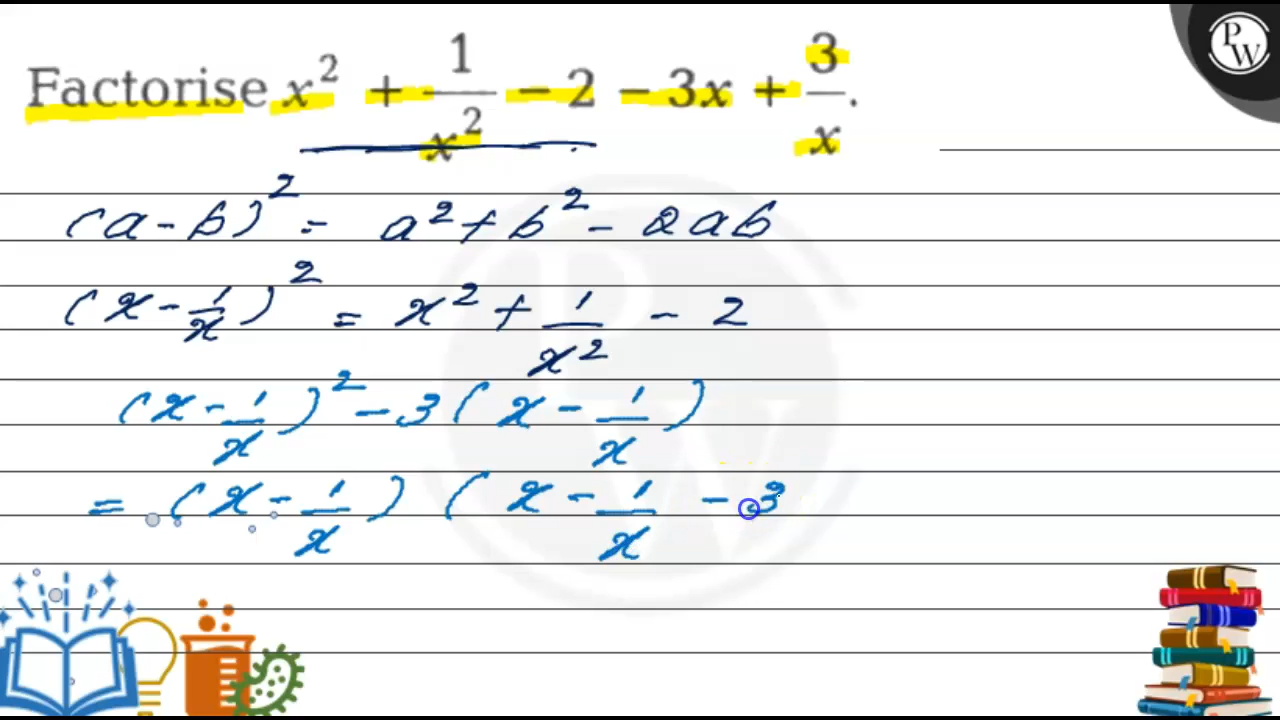 Factorise x² + 1/x² − 2 − 3x + 3/x.
(a - b)² = a² + b² - 2ab
(x - 1/x)² = x² + 1/x² - 2
(x - 1/x)² - 3 (x - 1/x)
= (x - 1/x) (x - 1/x - 3
P
W
P
W